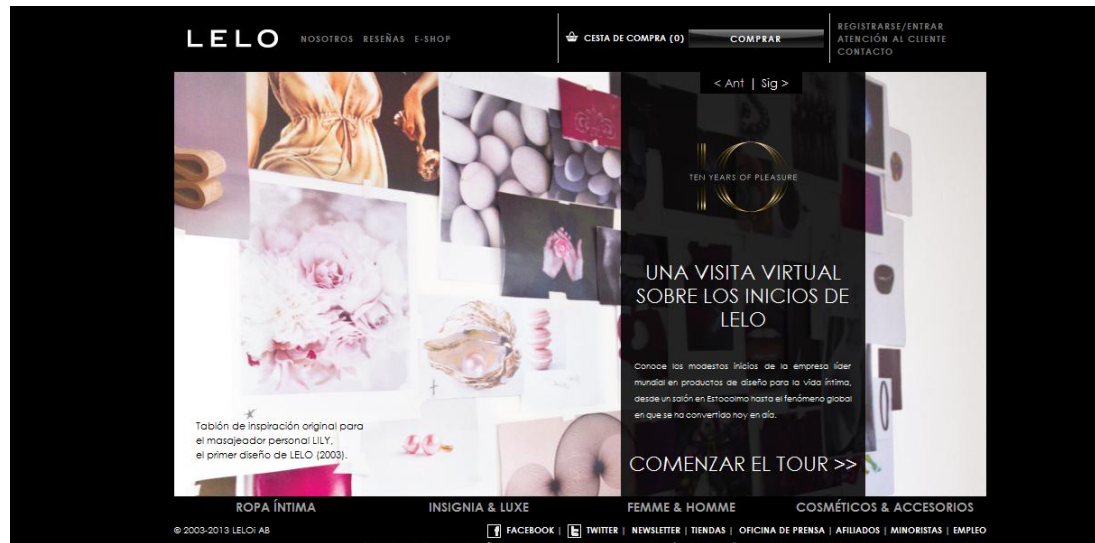 LELO
NOSOTROS RESEÑAS E-SHOP
CESTA DE COMPRA (0)
COMPRAR
REGISTRARSE/ENTRAR
ATENCIÓN AL CLIENTE
CONTACTO
< Ant | Sig >
10
TEN YEARS OF PLEASURE
UNA VISITA VIRTUAL
SOBRE LOS INICIOS DE
LELO
Conoce los modestos inicios de la empresa líder
mundial en productos de diseño para la vida íntima,
desde un salón en Estocolmo hasta el fenómeno global
en que se ha convertido hoy en día.
COMENZAR EL TOUR >>
Tablón de inspiración original para
el masajeador personal LILY,
el primer diseño de LELO (2003).
ROPA ÍNTIMA INSIGNIA & LUXE FEMME & HOMME COSMÉTICOS & ACCESORIOS
© 2003-2013 LELOi AB
FACEBOOK | TWITTER | NEWSLETTER | TIENDAS | OFICINA DE PRENSA | AFILIADOS | MINORISTAS | EMPLEO